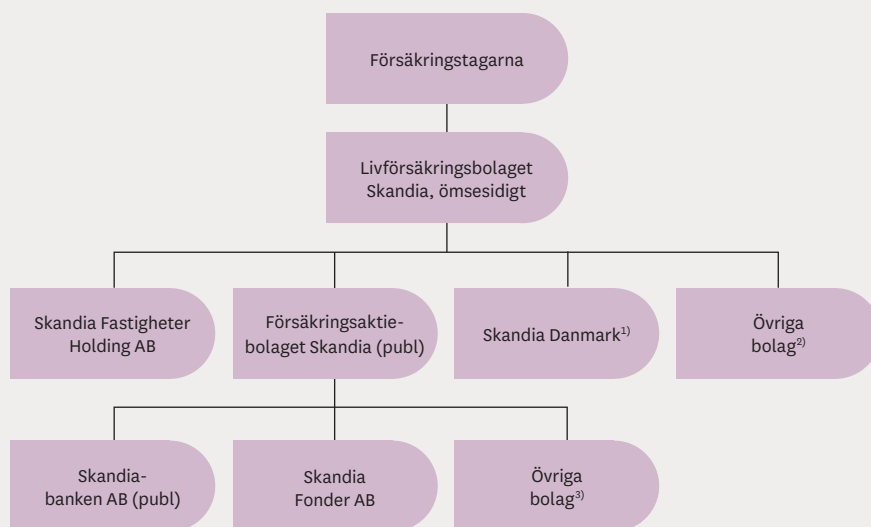 Försäkringstagarna
Livförsäkringsbolaget
Skandia, ömsesidigt
Skandia Fastigheter
Holding AB
Försäkringsaktie-
bolaget Skandia (publ)
Skandia Danmark¹⁾
Övriga
bolag²⁾
Skandia-
banken AB (publ)
Skandia
Fonder AB
Övriga
bolag³⁾